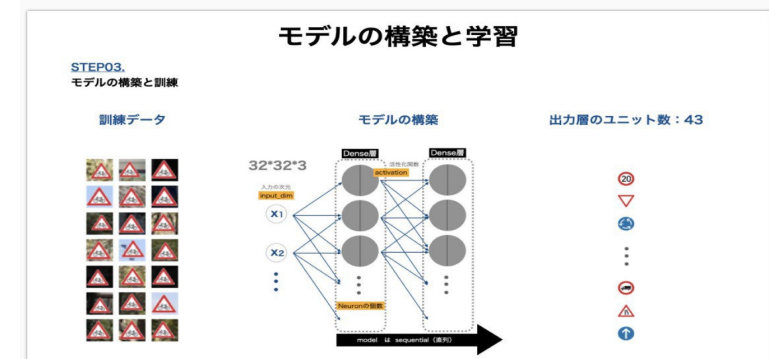 モデルの構築と学習
STEP03.
モデルの構築と訓練
訓練データ
モデルの構築
出力層のユニット数：43
32*32*3
入力の次元
input_dim
X1
X2
Dense層
活性化関数
activation
Dense層
Neuronの個数
model は sequential（直列）
20